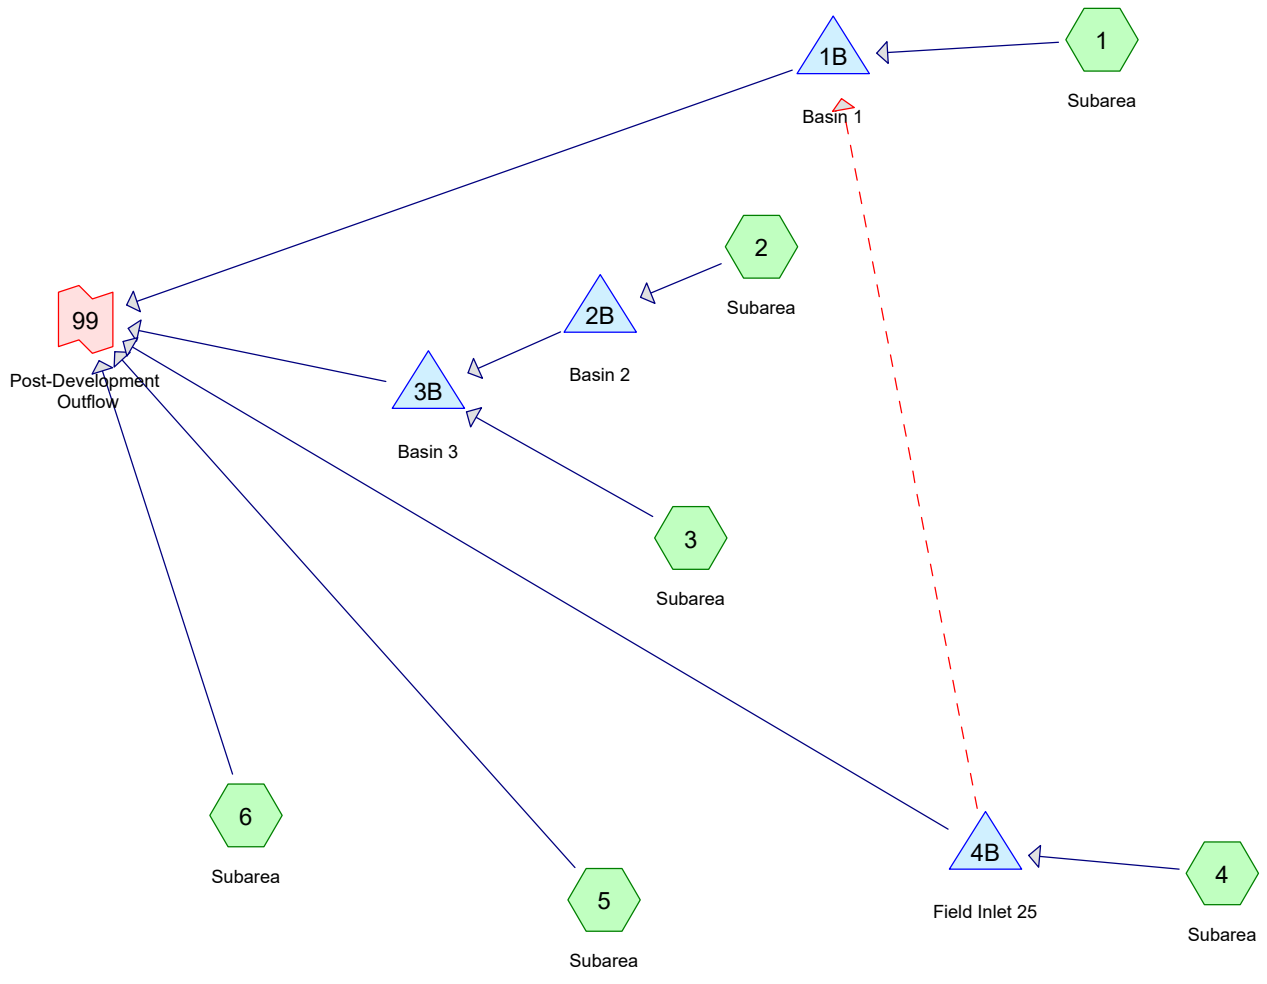 1B
Basin 1
1
Subarea
2
Subarea
2B
Basin 2
99
Post-Development
Outflow
3B
Basin 3
3
Subarea
6
Subarea
5
Subarea
4B
Field Inlet 25
4
Subarea